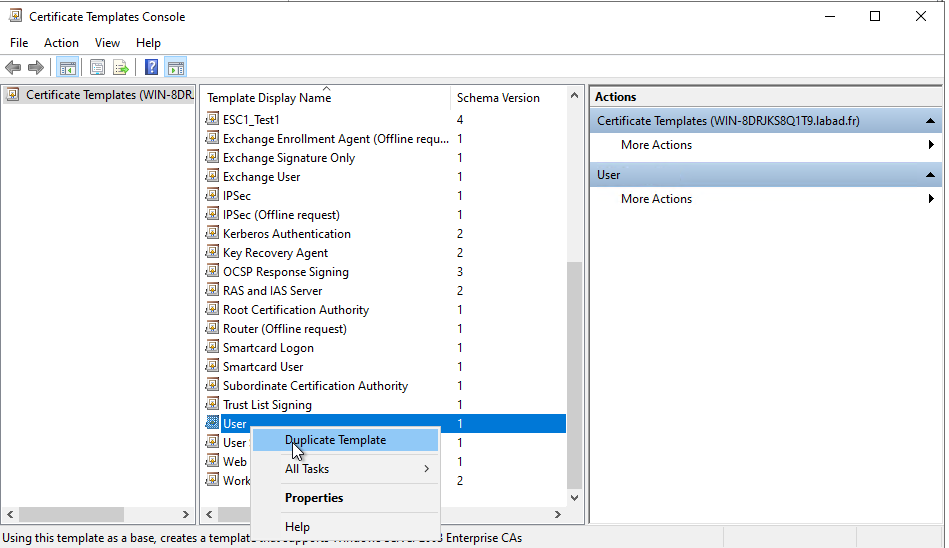 Certificate Templates Console
File Action View Help
Certificate Templates (WIN-8DR
Template Display Name Schema Version
ESC1_Test1 4
Exchange Enrollment Agent (Offline requ... 1
Exchange Signature Only 1
Exchange User 1
IPSec 1
IPSec (Offline request) 1
Kerberos Authentication 2
Key Recovery Agent 2
OCSP Response Signing 3
RAS and IAS Server 2
Root Certification Authority 1
Router (Offline request) 1
Smartcard Logon 1
Smartcard User 1
Subordinate Certification Authority 1
Trust List Signing 1
User 1
User 1
Web 1
Work 2
Duplicate Template
All Tasks
Properties
Help
Actions
Certificate Templates (WIN-8DRJKS8Q1T9.labad.fr)
More Actions
User
More Actions
Using this template as a base, creates a template Enterprise CAs